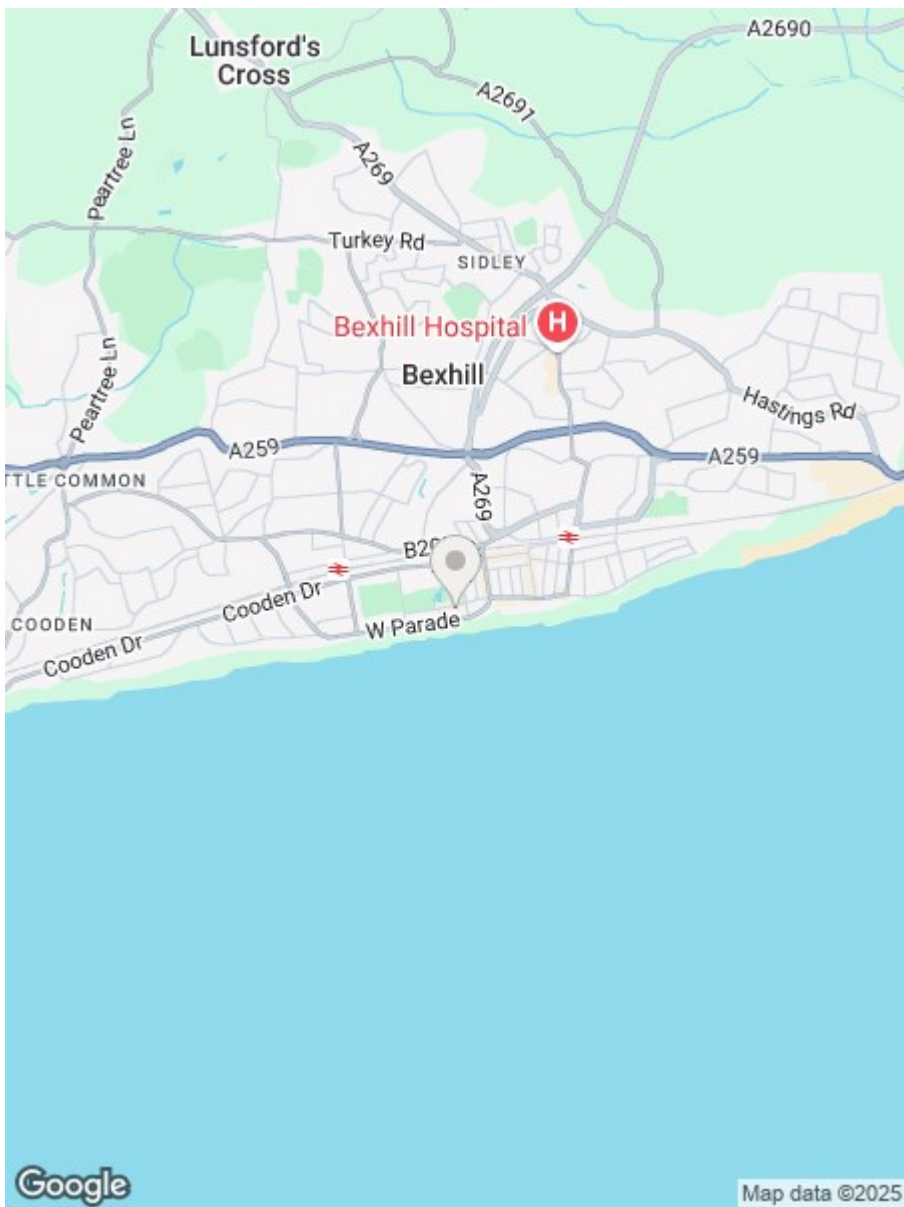 A2690
Lunsford's
Cross
A2691
Peartree Ln
A269
Turkey Rd
SIDLEY
Bexhill Hospital
H
Bexhill
Peartree Ln
Hastings Rd
A259
A259
TTLE COMMON
A269
Cooden Dr
W Parade
COODEN
Cooden Dr
Google
Map data ©2025